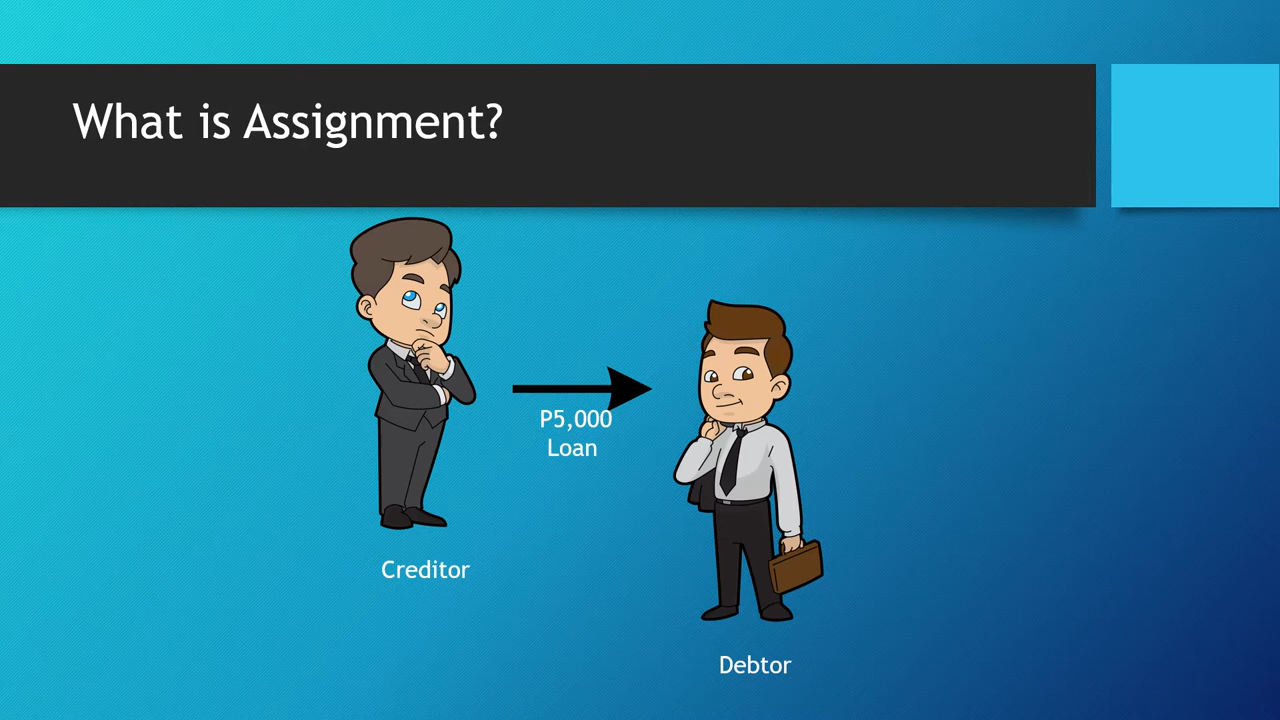 What is Assignment?
P5,000
Loan
Creditor
Debtor